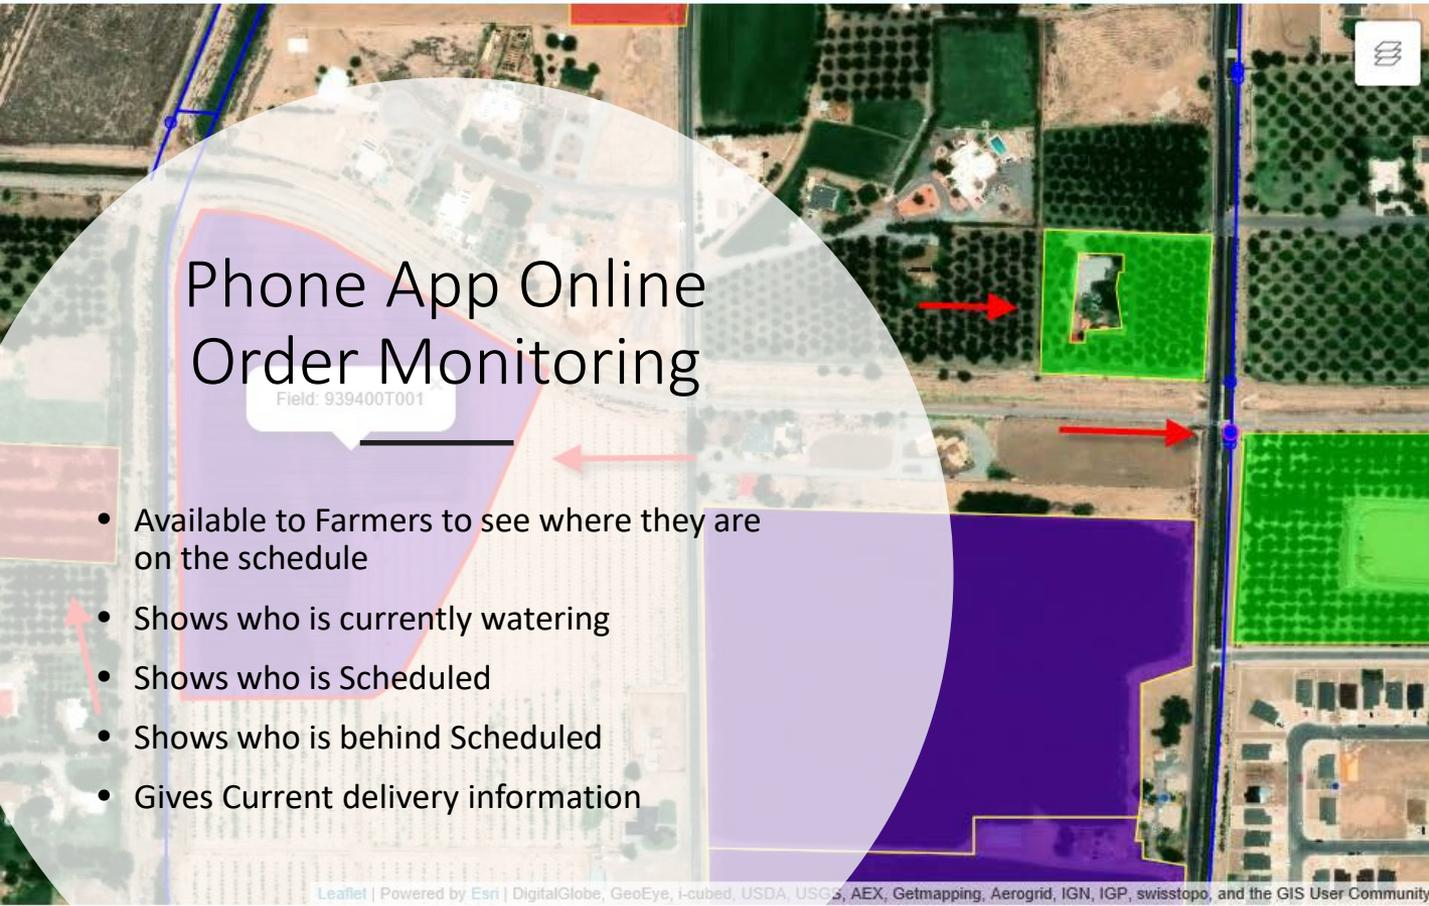 Phone App Online
Order Monitoring
Field: 939400T001
• Available to Farmers to see where they are
on the schedule
• Shows who is currently watering
• Shows who is Scheduled
• Shows who is behind Scheduled
• Gives Current delivery information
Leaflet | Powered by Esri | DigitalGlobe, GeoEye, i-cubed, USDA, USGS, AEX, Getmapping, Aerogrid, IGN, IGP, swisstopo, and the GIS User Community